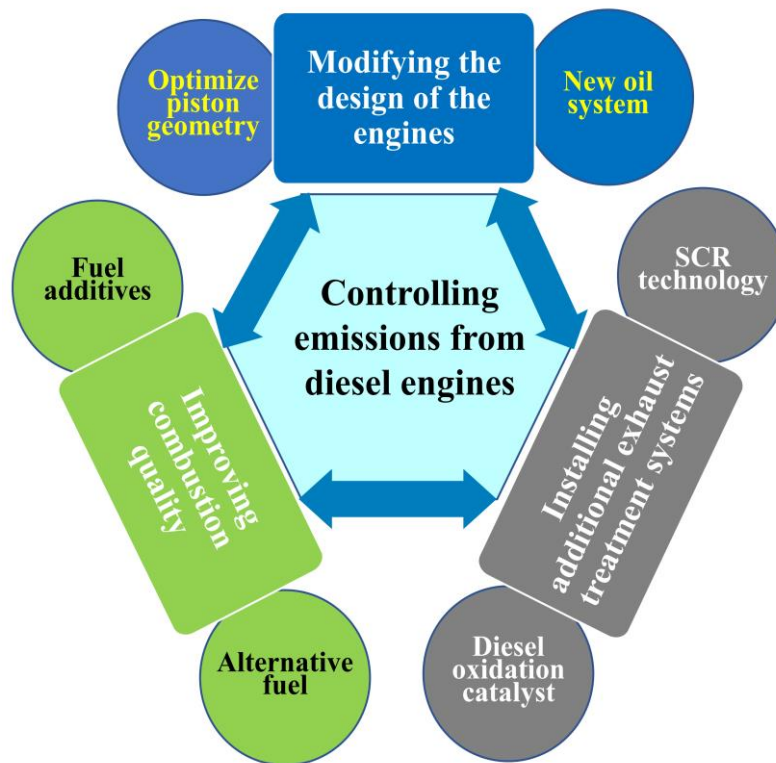 Optimize
piston
geometry
Modifying the
design of the
engines
New oil
system
Fuel
additives
SCR
technology
Controlling
emissions from
diesel engines
Improving
combustion
quality
Installing
additional exhaust
treatment systems
Alternative
fuel
Diesel
oxidation
catalyst